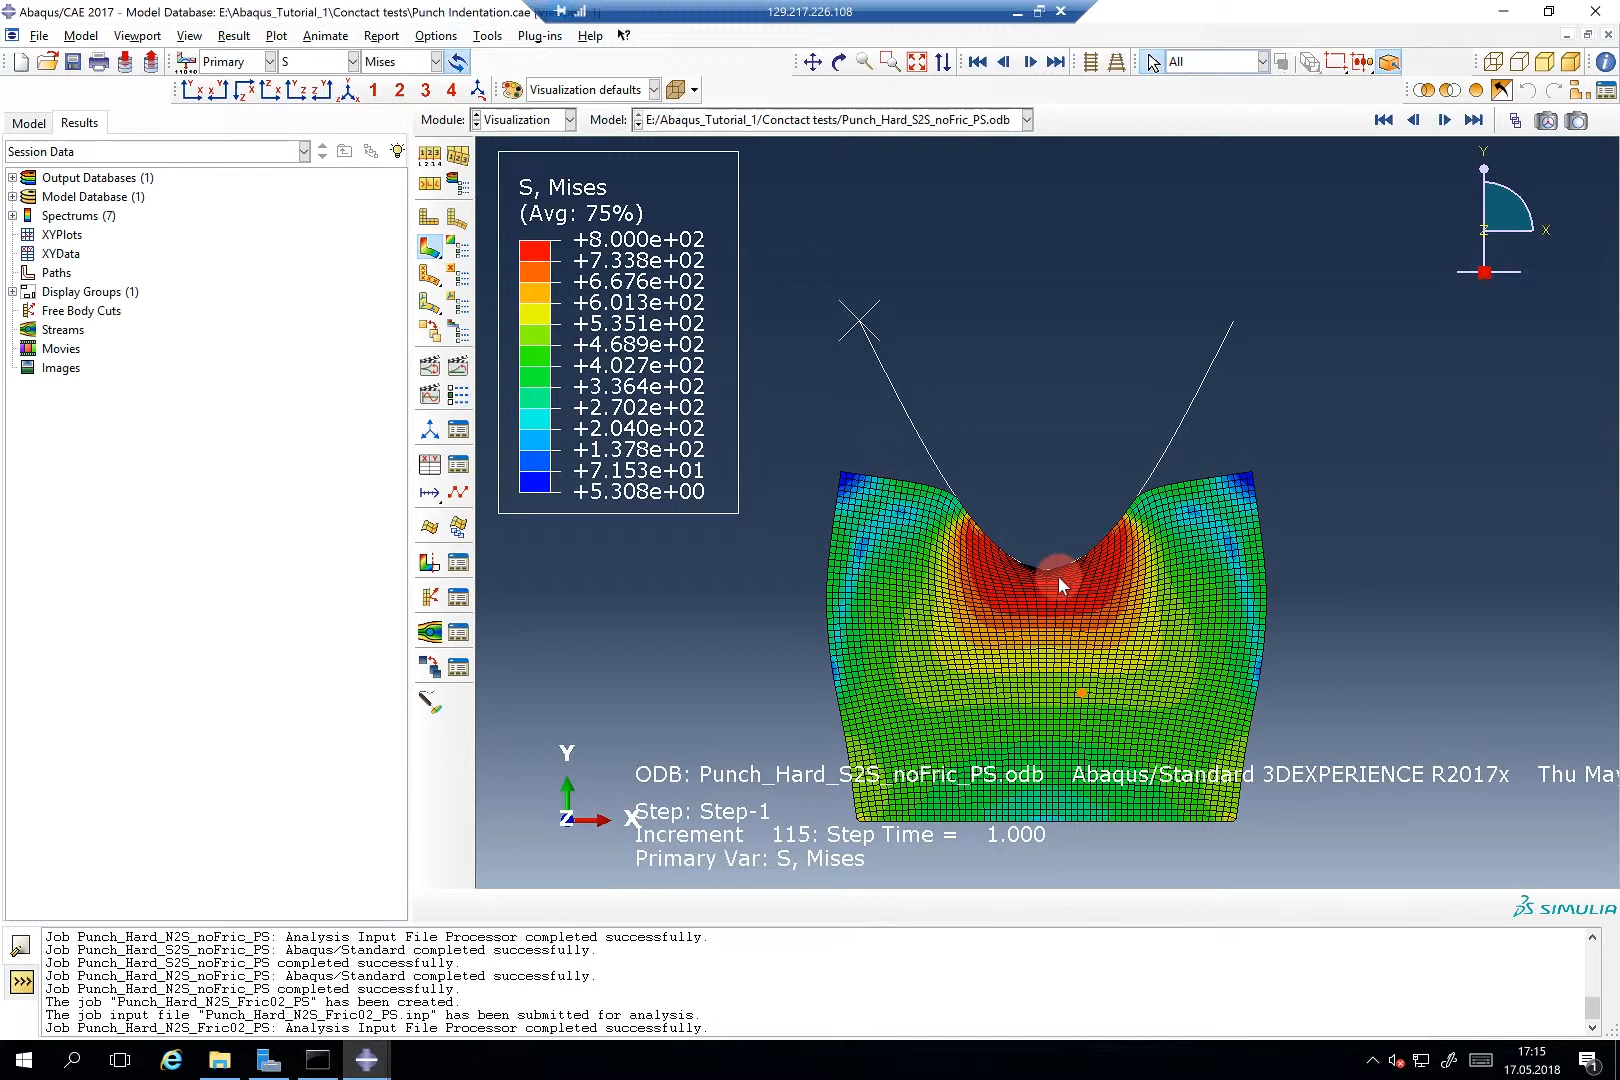 Abaqus/CAE 2017 - Model Database: E:\Abaqus_Tutorial_1\Conctact tests\Punch Indentation.cae
129.217.226.108
File Model Viewport View Result Plot Animate Report Options Tools Plug-ins Help
Primary S Mises All
1 2 3 4 Visualization defaults
Model Results Module: Visualization Model: E:/Abaqus_Tutorial_1/Conctact tests/Punch_Hard_S2S_noFric_PS.odb
Session Data
Output Databases (1)
Model Database (1)
Spectrums (7)
XYPlots
XYData
Paths
Display Groups (1)
Free Body Cuts
Streams
Movies
Images
S, Mises
(Avg: 75%)
+8.000e+02
+7.338e+02
+6.676e+02
+6.013e+02
+5.351e+02
+4.689e+02
+4.027e+02
+3.364e+02
+2.702e+02
+2.040e+02
+1.378e+02
+7.153e+01
+5.308e+00
Y
Z X
Y
Z X
ODB: Punch_Hard_S2S_noFric_PS.odb Abaqus/Standard 3DEXPERIENCE R2017x Thu May
Step: Step-1
Increment 115: Step Time = 1.000
Primary Var: S, Mises
SIMULIA
Job Punch_Hard_N2S_noFric_PS: Analysis Input File Processor completed successfully.
Job Punch_Hard_S2S_noFric_PS: Abaqus/Standard completed successfully.
Job Punch_Hard_S2S_noFric_PS completed successfully.
Job Punch_Hard_N2S_noFric_PS: Abaqus/Standard completed successfully.
Job Punch_Hard_N2S_noFric_PS completed successfully.
The job "Punch_Hard_N2S_Fric02_PS" has been created.
The job input file "Punch_Hard_N2S_Fric02_PS.inp" has been submitted for analysis.
Job Punch_Hard_N2S_Fric02_PS: Analysis Input File Processor completed successfully.
17:15
17.05.2018